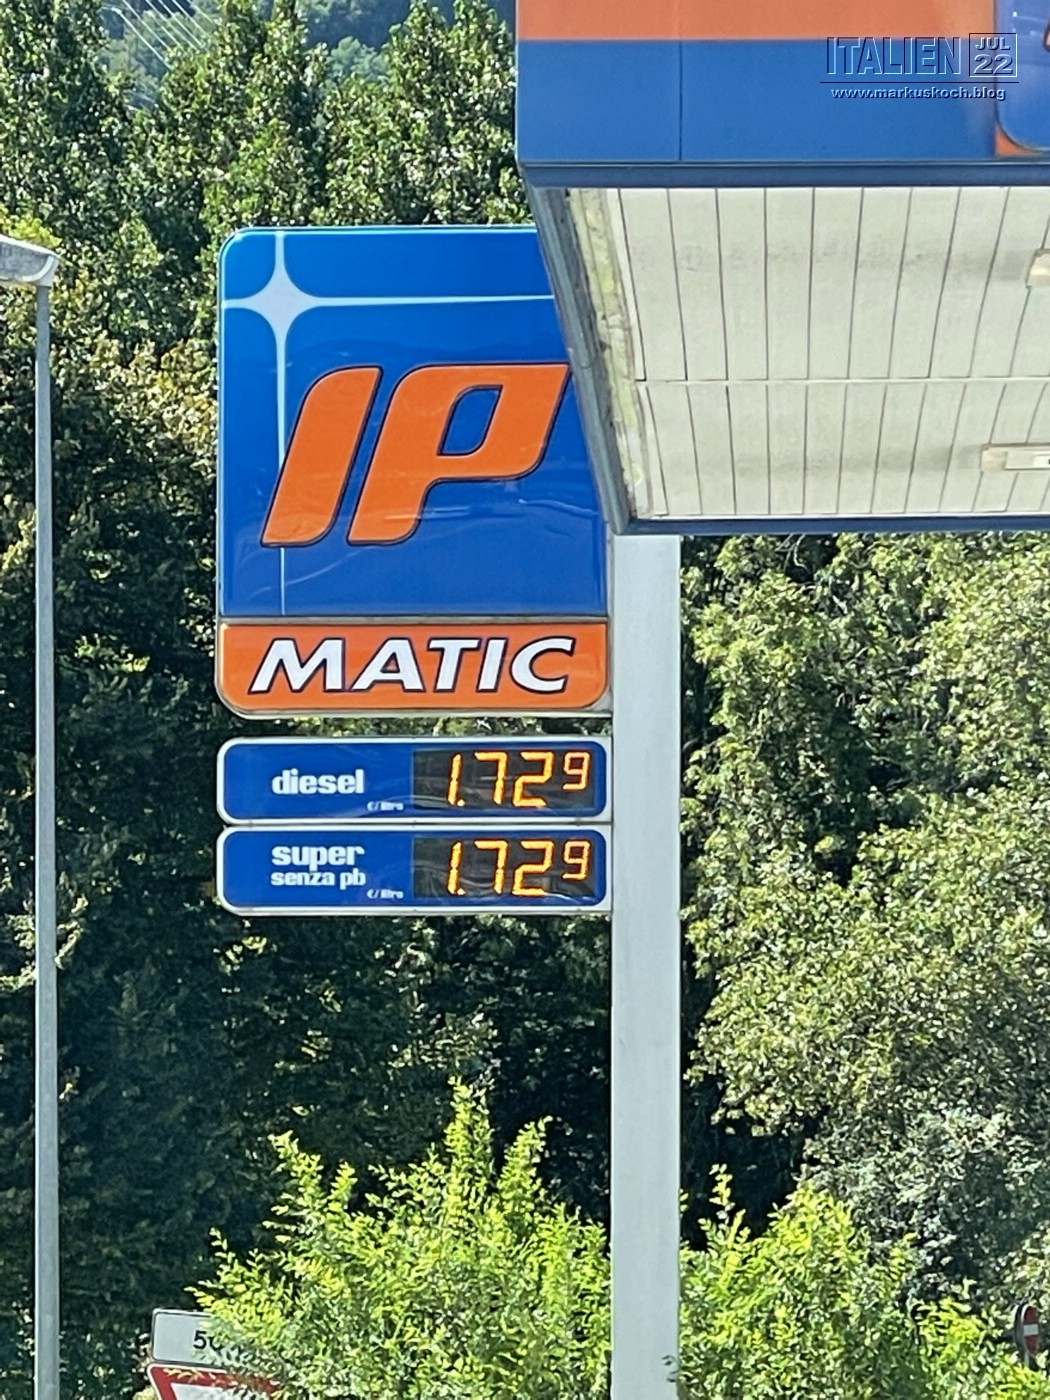 ITALIEN JUL 22
www.markuskoch.blog
IP
MATIC
diesel 1.729
€/litro
super 1.729
senza pb
€/litro